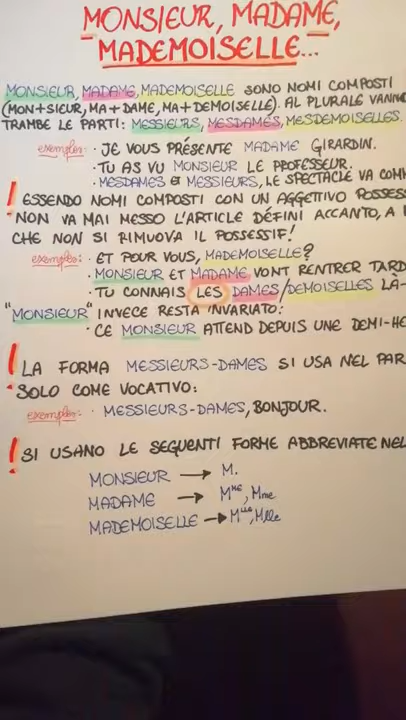 MONSIEUR, MADAME,
MADEMOISELLE...
MONSIEUR, MADAME, MADEMOISELLE SONO NOMI COMPOSTI
(MON+SIEUR, MA+DAME, MA+DEMOISELLE). AL PLURALE VANNO
TRAMBE LE PARTI: MESSIEURS, MESDAMES, MESDEMOISELLES.
exemples: · JE VOUS PRÉSENTE MADAME GIRARDIN.
· TU AS VU MONSIEUR LE PROFESSEUR.
· MESDAMES ET MESSIEURS, LE SPECTACLE VA COM
! ESSENDO NOMI COMPOSTI CON UN AGGETTIVO POSSESS
NON VA MAI MESSO L'ARTICLE DÉFINI ACCANTO, A
CHE NON SI RIMUOVA IL POSSESSIF!
exemples: · ET POUR VOUS, MADEMOISELLE?
· MONSIEUR ET MADAME VONT RENTRER TARD
· TU CONNAIS LES DAMES/DEMOISELLES LÀ-
"MONSIEUR" INVECE RESTA INVARIATO:
· CE MONSIEUR ATTEND DEPUIS UNE DEMI-HE
! LA FORMA MESSIEURS-DAMES SI USA NEL PAR
SOLO COME VOCATIVO:
exemples: · MESSIEURS-DAMES, BONJOUR.
! SI USANO LE SEGUENTI FORME ABBREVIATE NEL
MONSIEUR → M.
MADAME → Mᴹᴱ, Mme
MADEMOISELLE → Mᴸᴸᴱ, Mlle